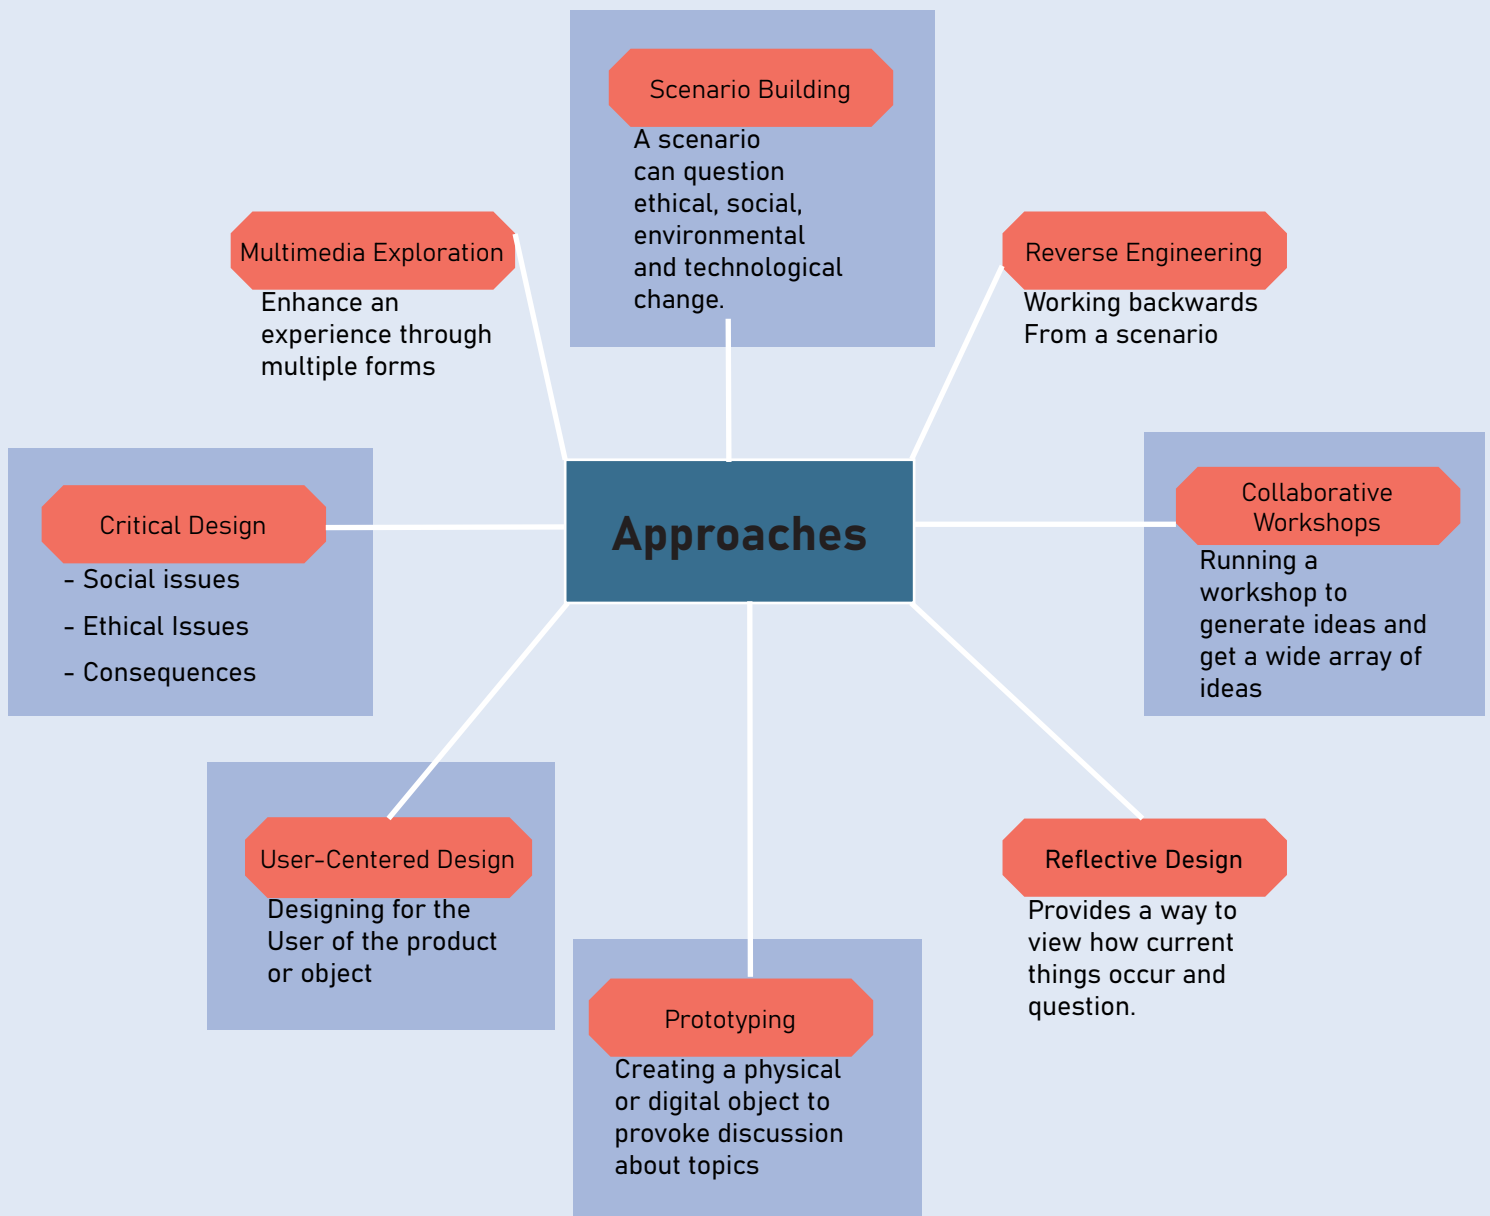 Scenario Building
A scenario
can question
ethical, social,
environmental
and technological
change.
Multimedia Exploration
Enhance an
experience through
multiple forms
Reverse Engineering
Working backwards
From a scenario
Critical Design
- Social issues
- Ethical Issues
- Consequences
Approaches
Collaborative
Workshops
Running a
workshop to
generate ideas and
get a wide array of
ideas
User-Centered Design
Designing for the
User of the product
or object
Prototyping
Creating a physical
or digital object to
provoke discussion
about topics
Reflective Design
Provides a way to
view how current
things occur and
question.